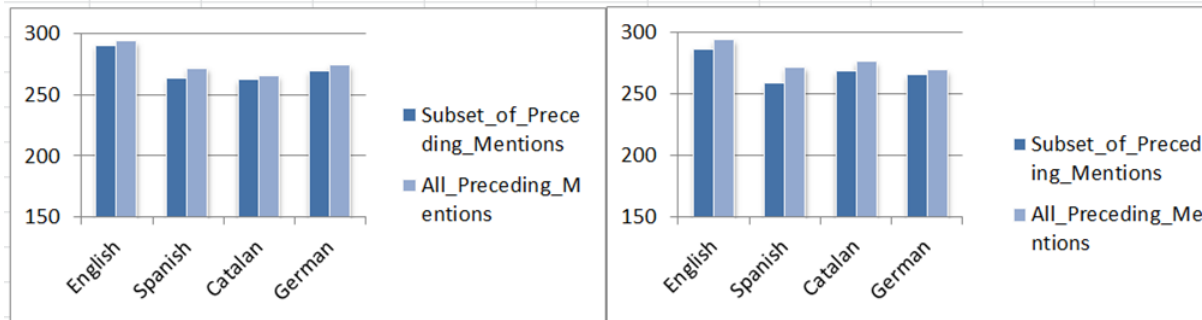 300
250
200
150
English
Spanish
Catalan
German
Subset_of_Prece
ding_Mentions
All_Preceding_M
entions
300
250
200
150
English
Spanish
Catalan
German
Subset_of_Preced
ing_Mentions
All_Preceding_Me
ntions